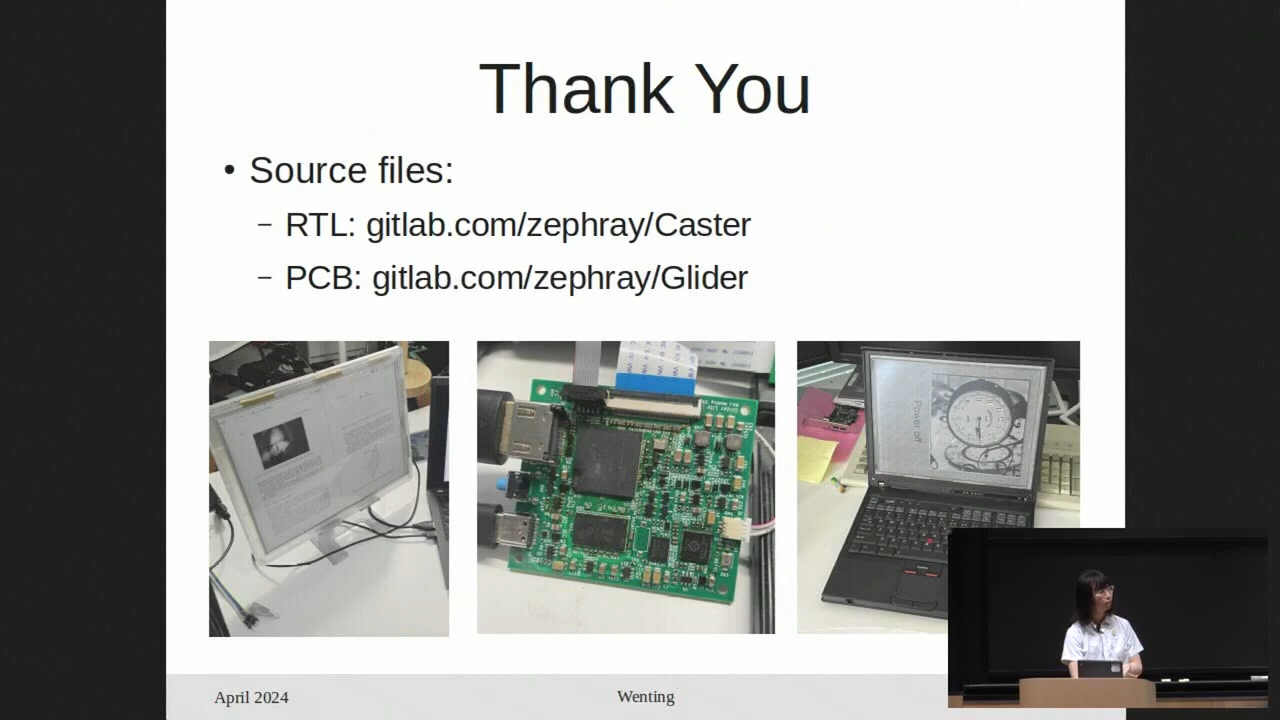 Thank You
• Source files:
– RTL: gitlab.com/zephray/Caster
– PCB: gitlab.com/zephray/Glider
Power off
April 2024
Wenting